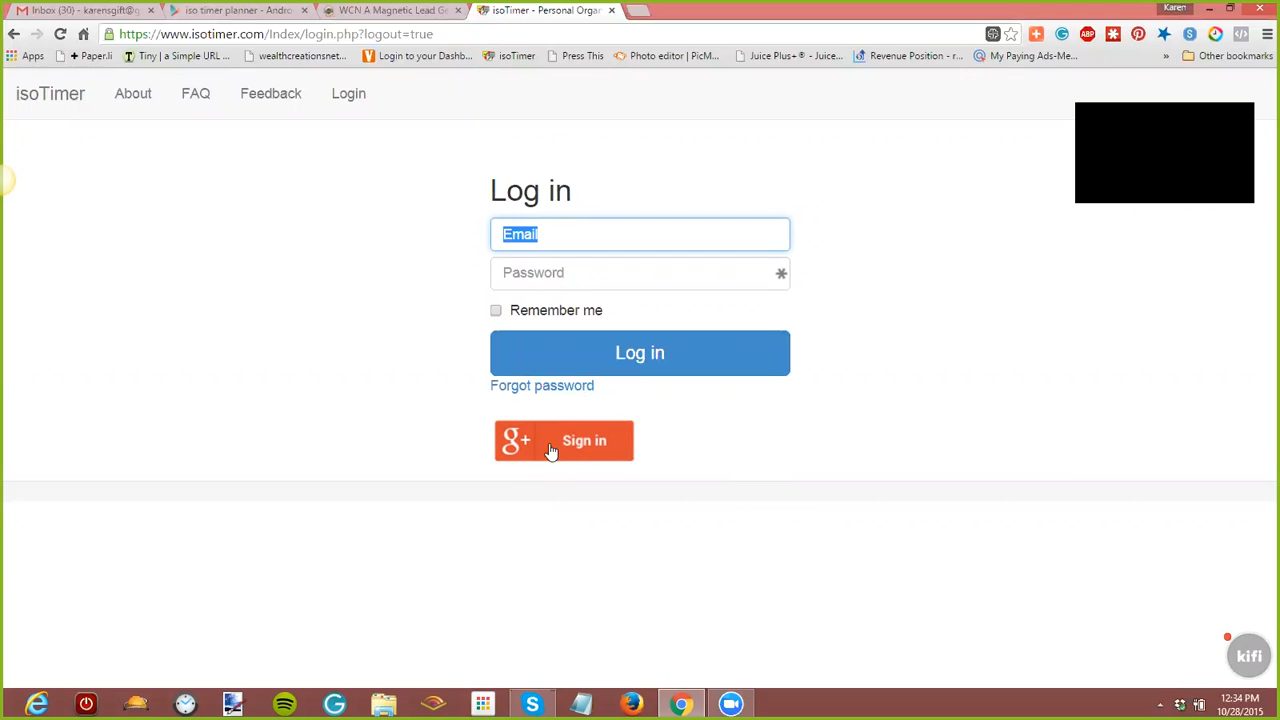 Inbox (30) - karensgift@g
iso timer planner - Andro
WCN A Magnetic Lead Ge
isoTimer - Personal Organ
Karen
https://www.isotimer.com/Index/login.php?logout=true
Apps
+ Paper.li
Tiny | a Simple URL ...
wealthcreationsnet...
Login to your Dashb...
isoTimer
Press This
Photo editor | PicM...
Juice Plus+® - Juice...
Revenue Position - r...
My Paying Ads-Me...
»
Other bookmarks
isoTimer
About
FAQ
Feedback
Login
Log in
Email
Password
Remember me
Log in
Forgot password
g+ Sign in
kifi
12:34 PM
10/28/2015